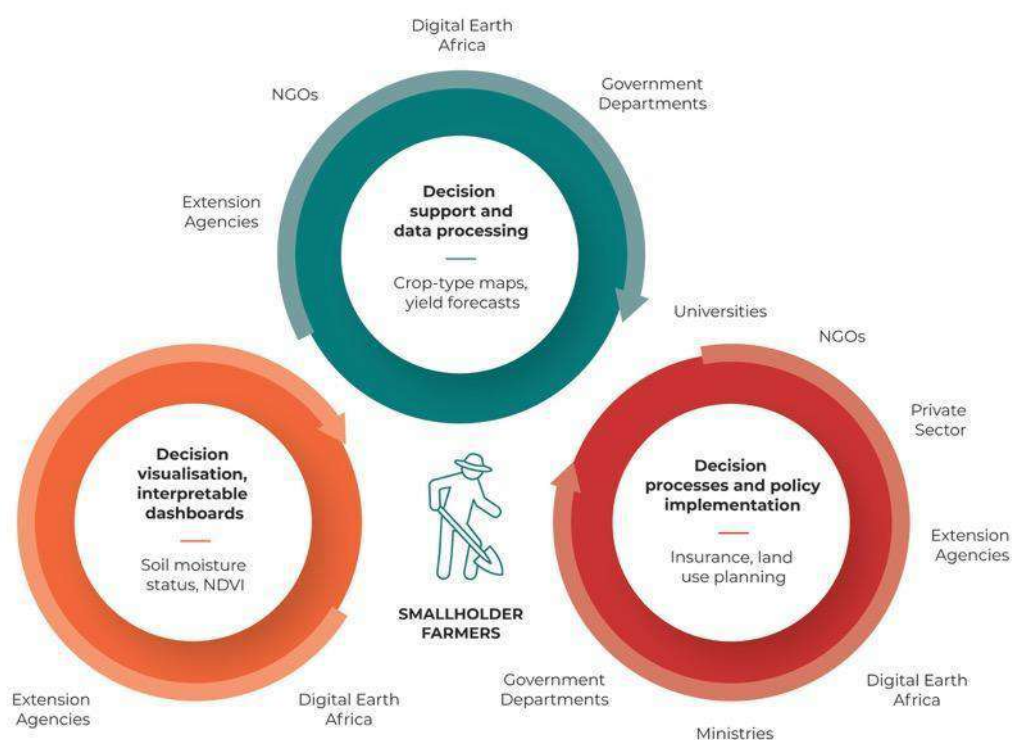 Digital Earth
Africa
NGOs
Government
Departments
Extension
Agencies
Decision
support and
data processing
Crop-type maps,
yield forecasts
Universities
NGOs
Private
Sector
Decision
visualisation,
interpretable
dashboards
Soil moisture
status, NDVI
Decision
processes and policy
implementation
Insurance, land
use planning
Extension
Agencies
SMALLHOLDER
FARMERS
Extension
Agencies
Digital Earth
Africa
Government
Departments
Digital Earth
Africa
Ministries